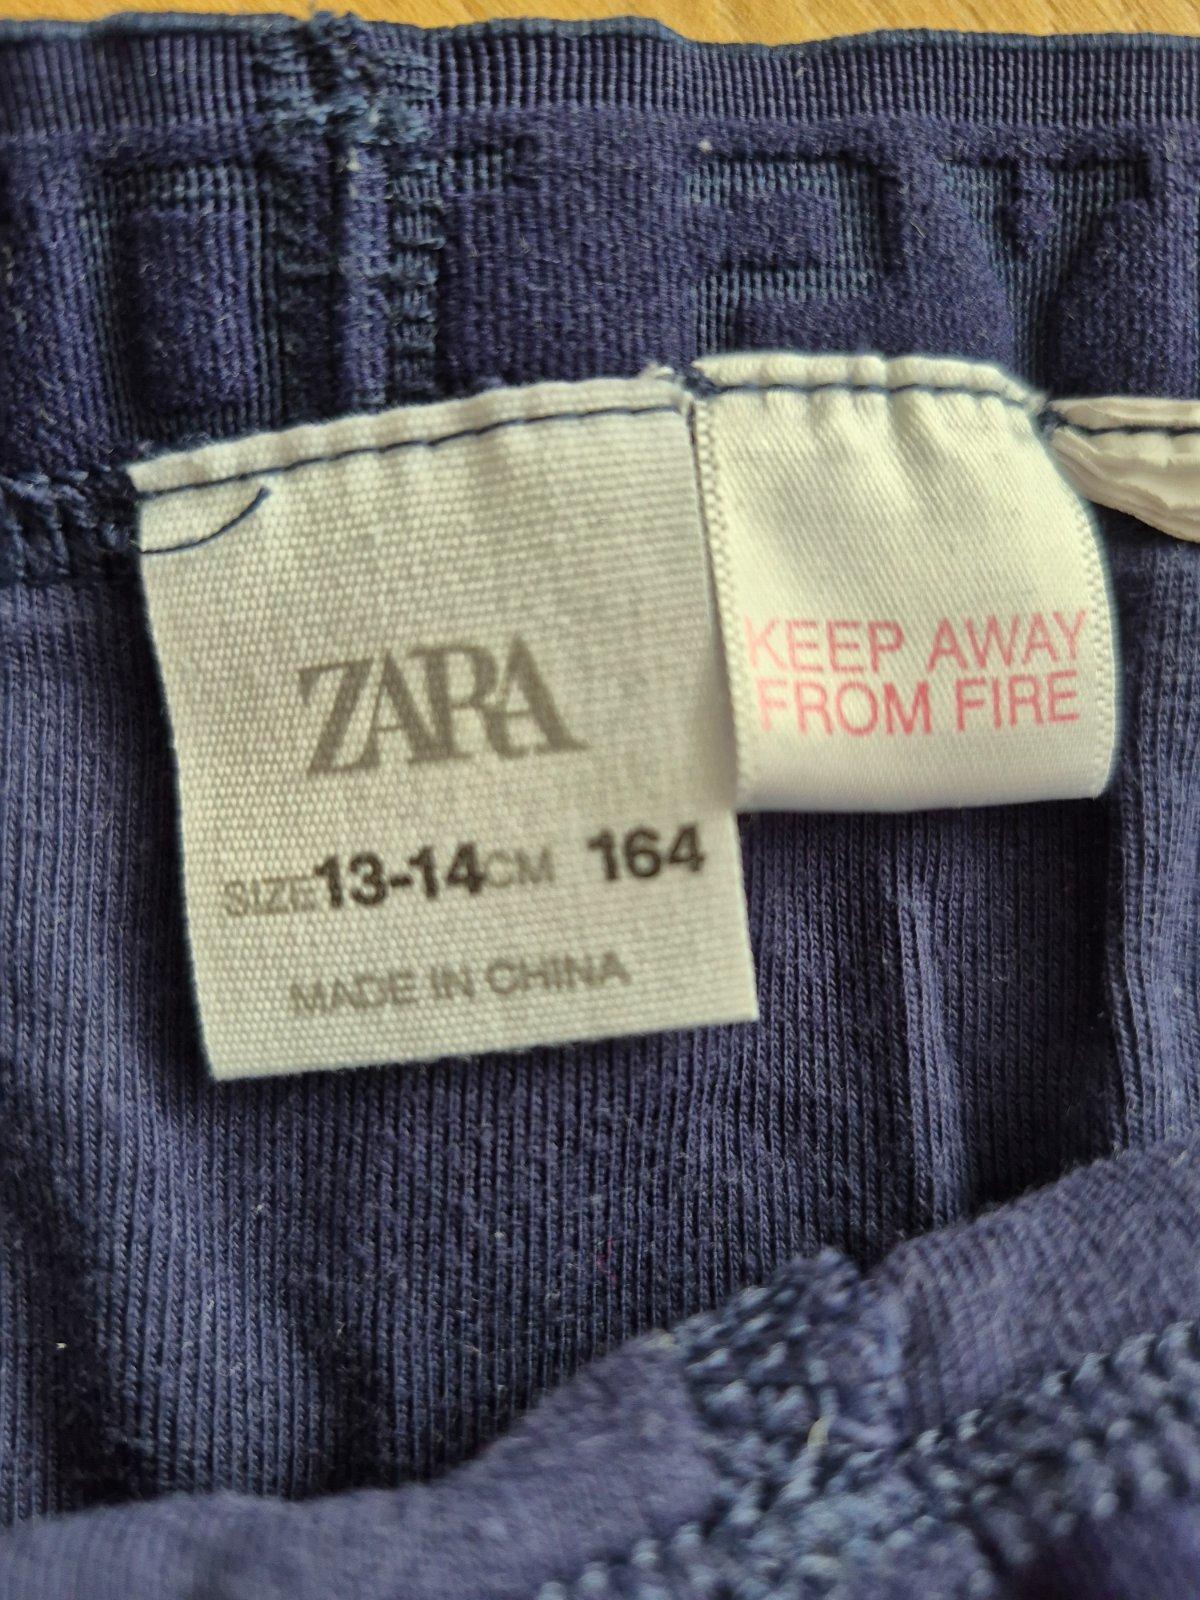 ZARA
SIZE 13-14 CM 164
MADE IN CHINA
KEEP AWAY
FROM FIRE